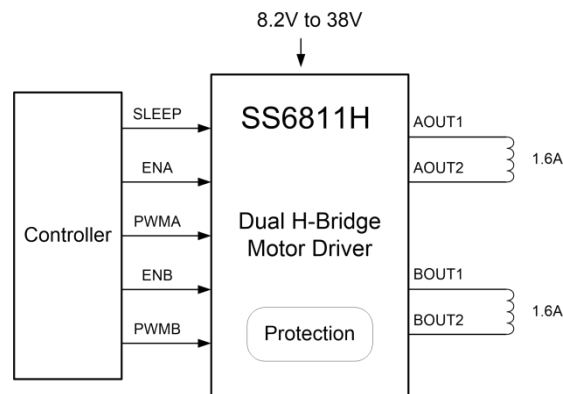 8.2V to 38V
SS6811H
SLEEP
ENA
PWMA
ENB
PWMB
Controller
Dual H-Bridge
Motor Driver
Protection
AOUT1
AOUT2
1.6A
BOUT1
BOUT2
1.6A